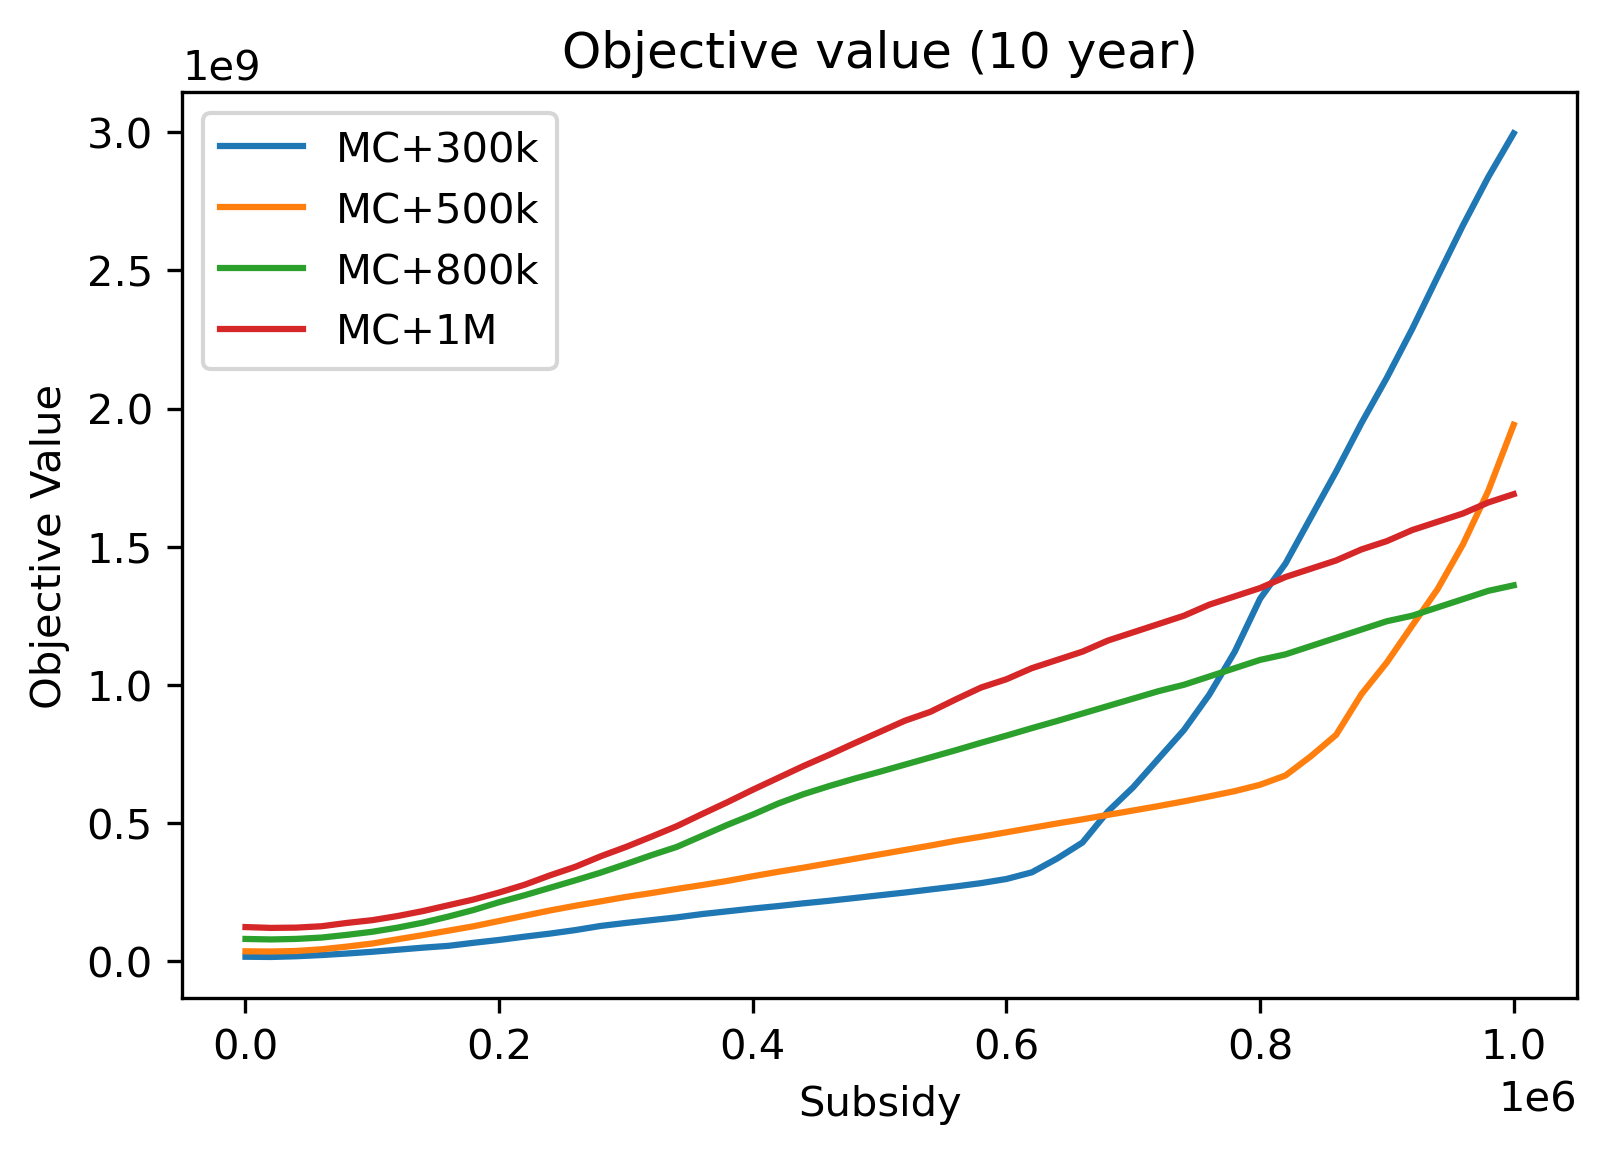 Objective value (10 year)
1e9
3.0
2.5
2.0
1.5
1.0
0.5
0.0
Objective Value
MC+300k
MC+500k
MC+800k
MC+1M
0.0 0.2 0.4 0.6 0.8 1.0
1e6
Subsidy